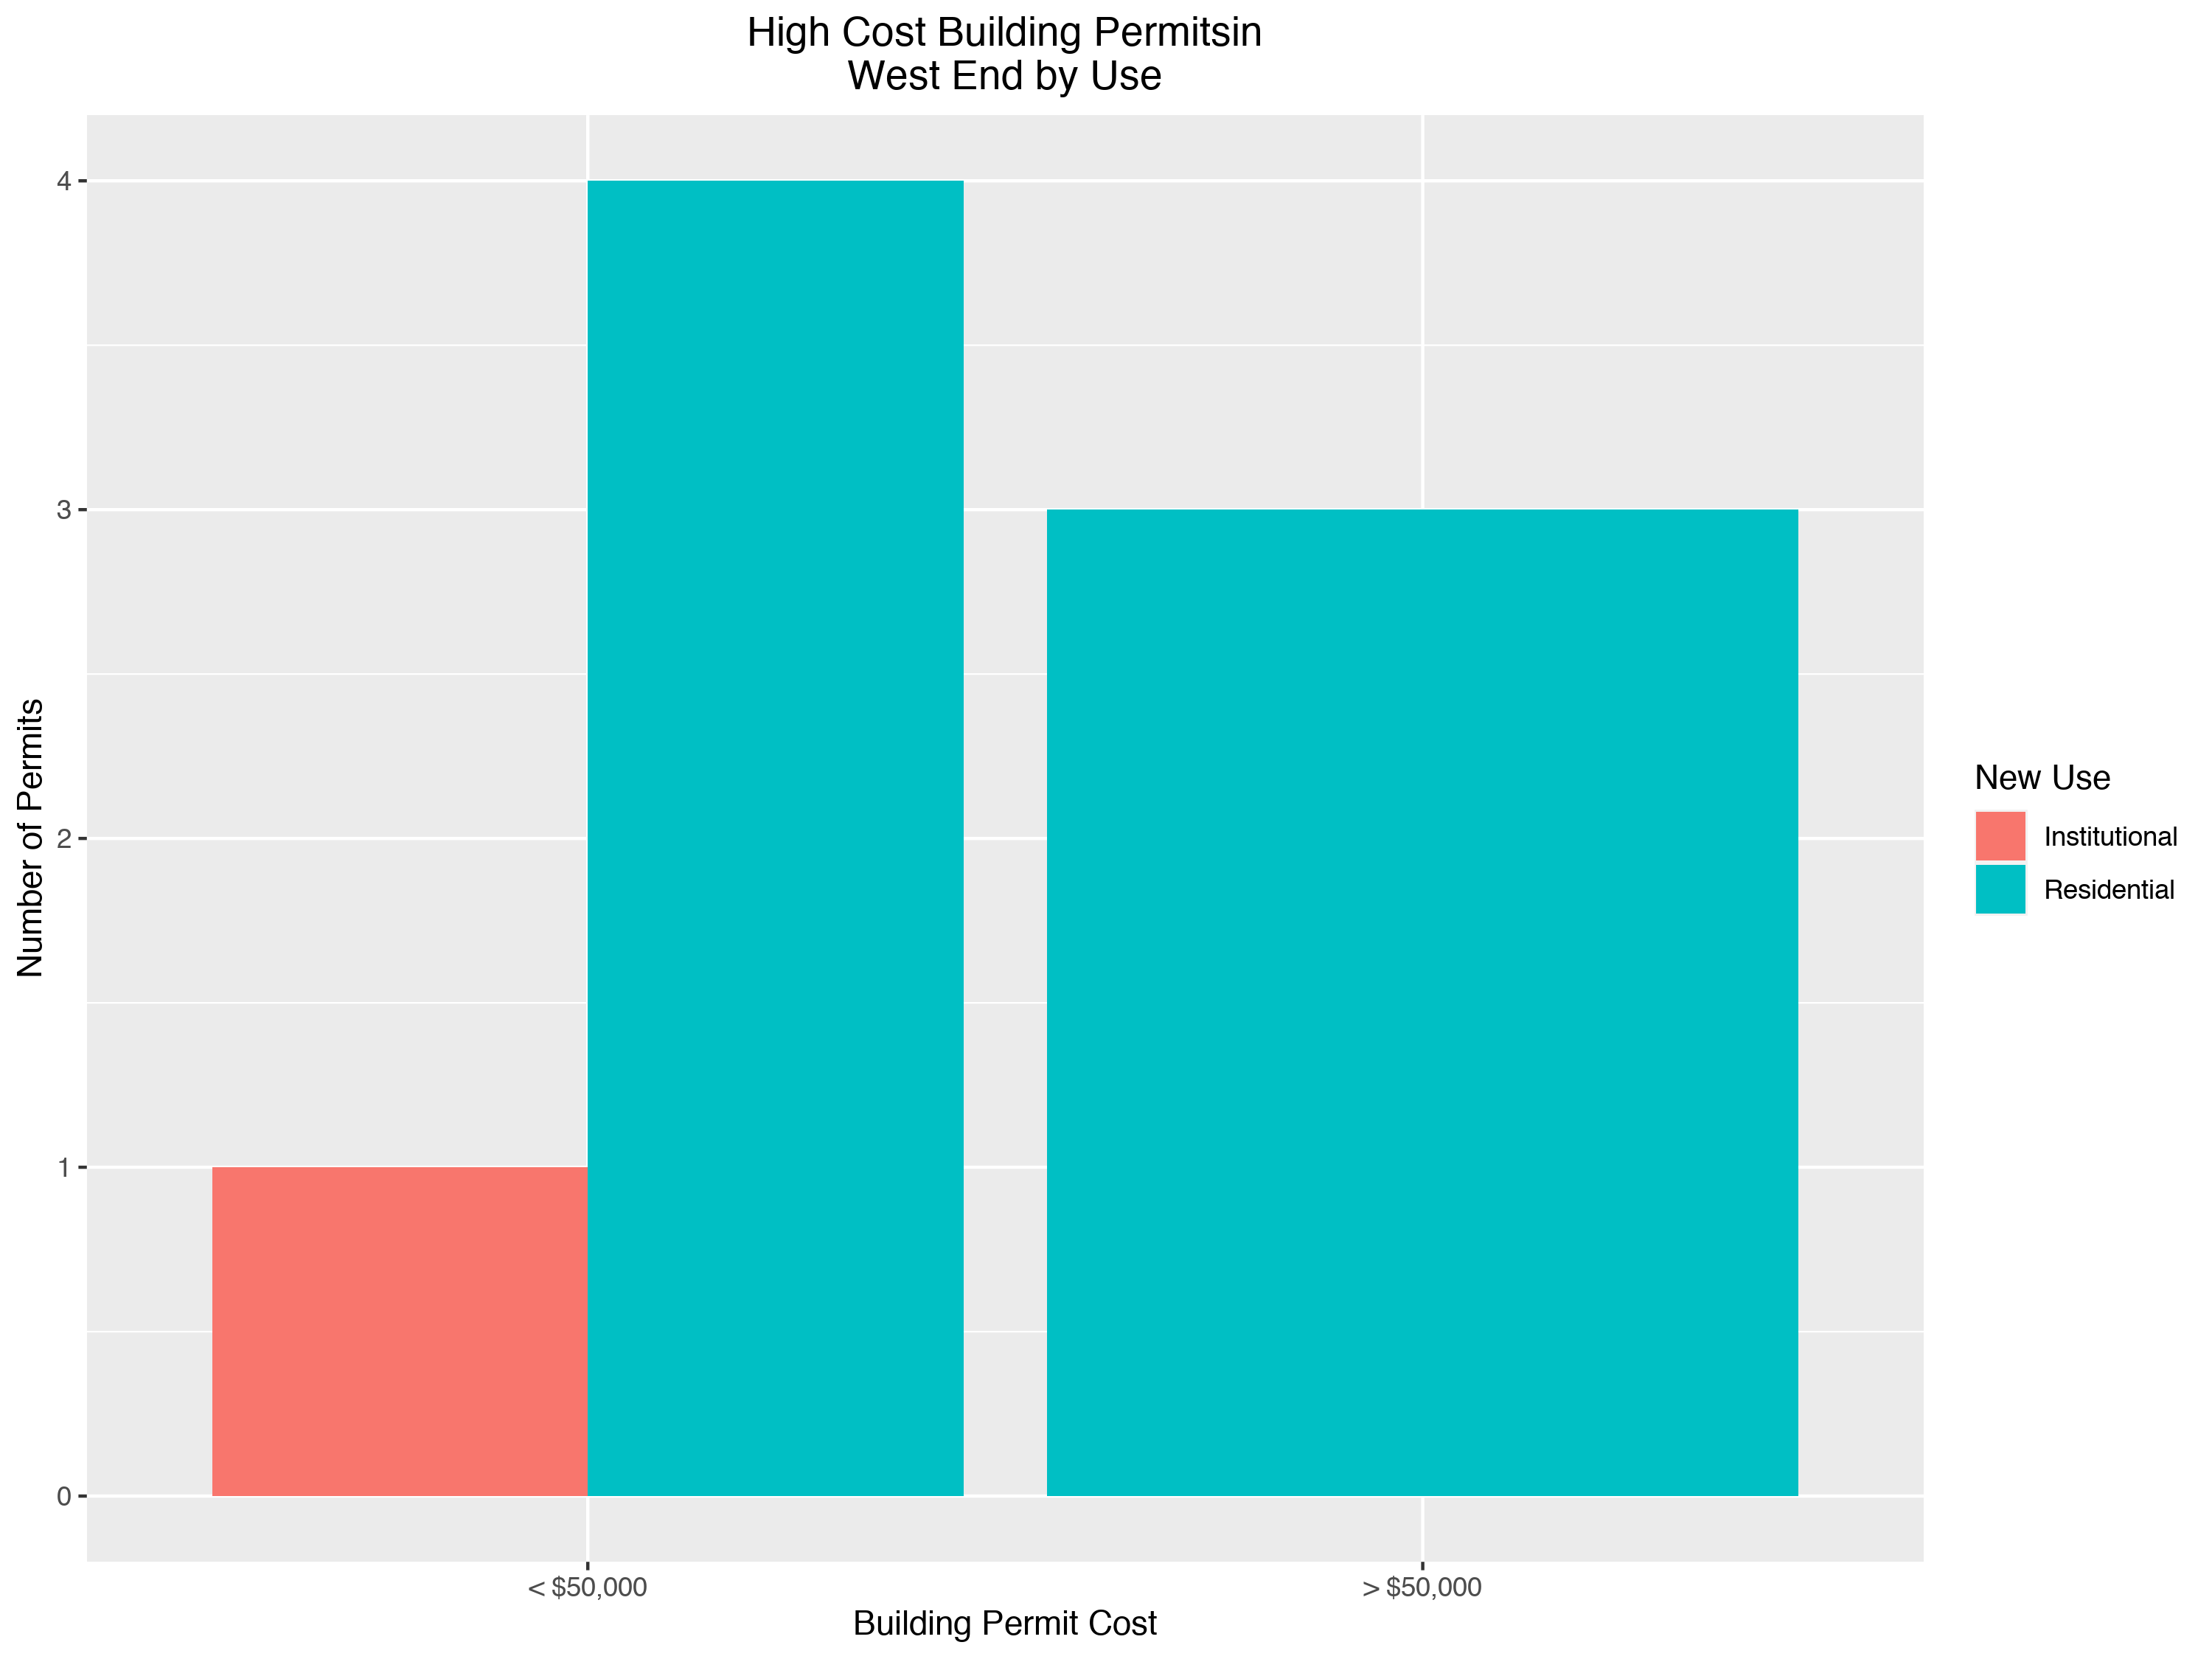 High Cost Building Permitsin
West End by Use
Number of Permits
4
3
2
1
0
< $50,000
> $50,000
Building Permit Cost
New Use
Institutional
Residential